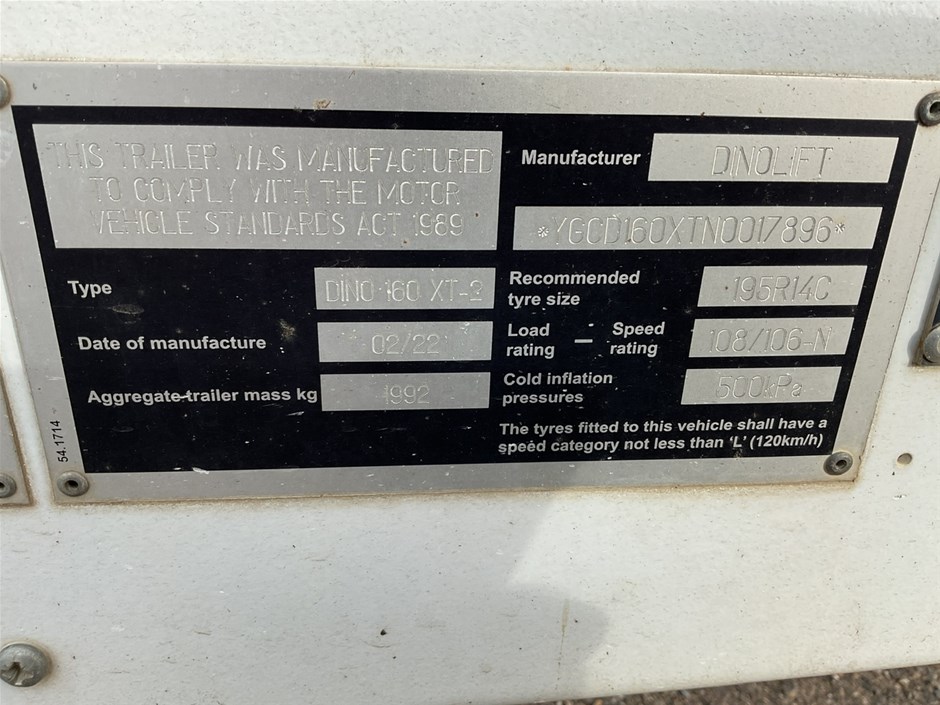 THIS TRAILER WAS MANUFACTURED
TO COMPLY WITH THE MOTOR
VEHICLE STANDARDS ACT 1989
Type DINO 160 XT-2
Date of manufacture 02/22
Aggregate trailer mass kg 1992
54.1714
Manufacturer DINOLIFT
*YGCD160XTN0017896*
Recommended tyre size 195R14C
Load rating – Speed rating 108/106-N
Cold inflation pressures 500kPa
The tyres fitted to this vehicle shall have a
speed category not less than 'L' (120km/h)